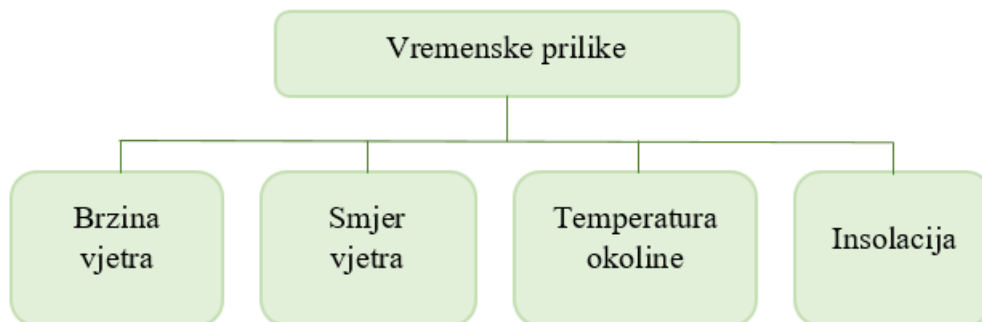 Vremenske prilike
Brzina
vjetra
Smjer
vjetra
Temperatura
okoline
Insolacija